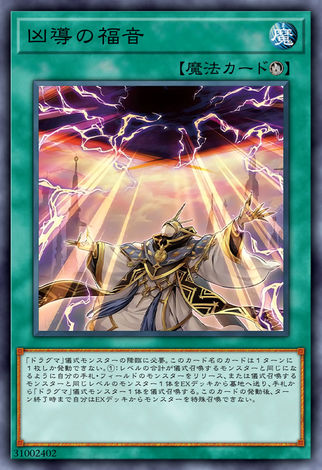 凶導の福音
魔
【魔法カード】
「ドラグマ」儀式モンスターの降臨に必要。このカード名のカードは1ターンに
1枚しか発動できない。①：レベルの合計が儀式召喚するモンスターと同じにな
るように自分の手札・フィールドのモンスターをリリース、または儀式召喚する
モンスターと同じレベルのモンスター1体をEXデッキから墓地へ送り、手札か
ら「ドラグマ」儀式モンスター1体を儀式召喚する。このカードの発動後、ター
ン終了時まで自分はEXデッキからモンスターを特殊召喚できない。
31002402